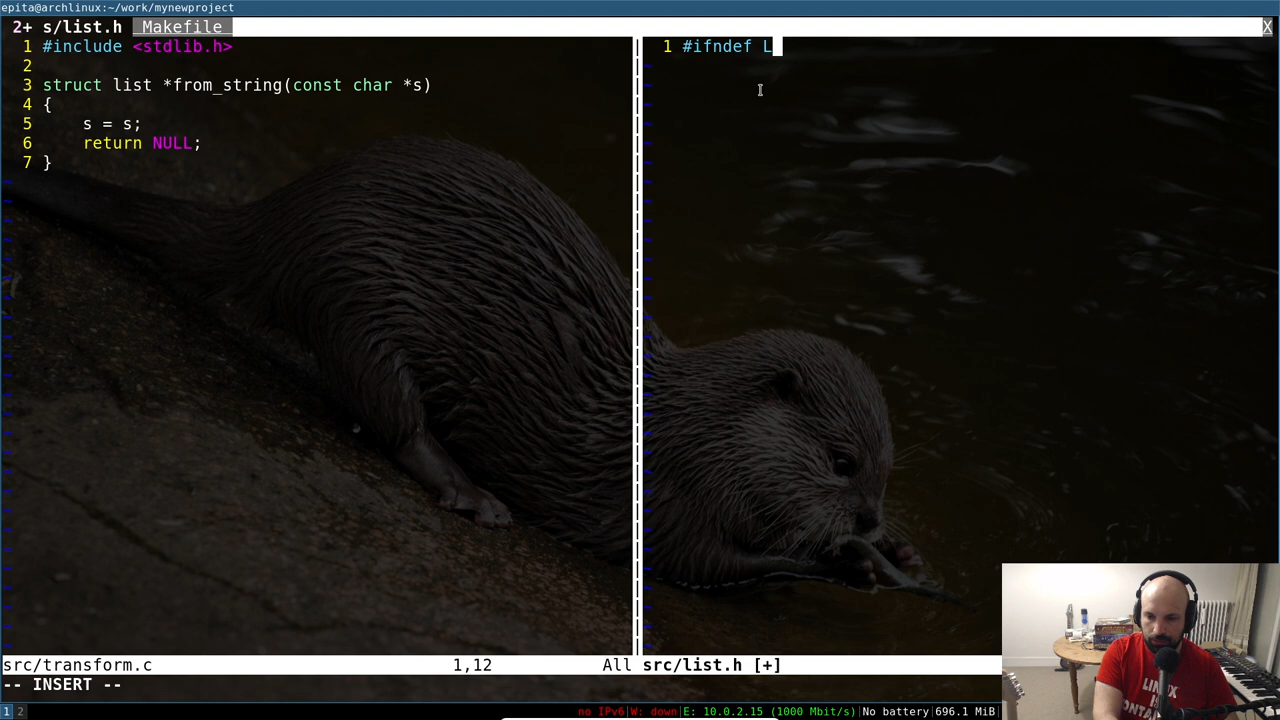 epita@archlinux:~/work/mynewproject
2+ s/list.h  Makefile  X
1 #include <stdlib.h>
2
3 struct list *from_string(const char *s)
4 {
5     s = s;
6     return NULL;
7 }
1 #ifndef L
src/transform.c 1,12 All src/list.h [+]
-- INSERT --
1 2 no IPv6|W: down|E: 10.0.2.15 (1000 Mbit/s)|No battery|696.1 MiB
LINUX